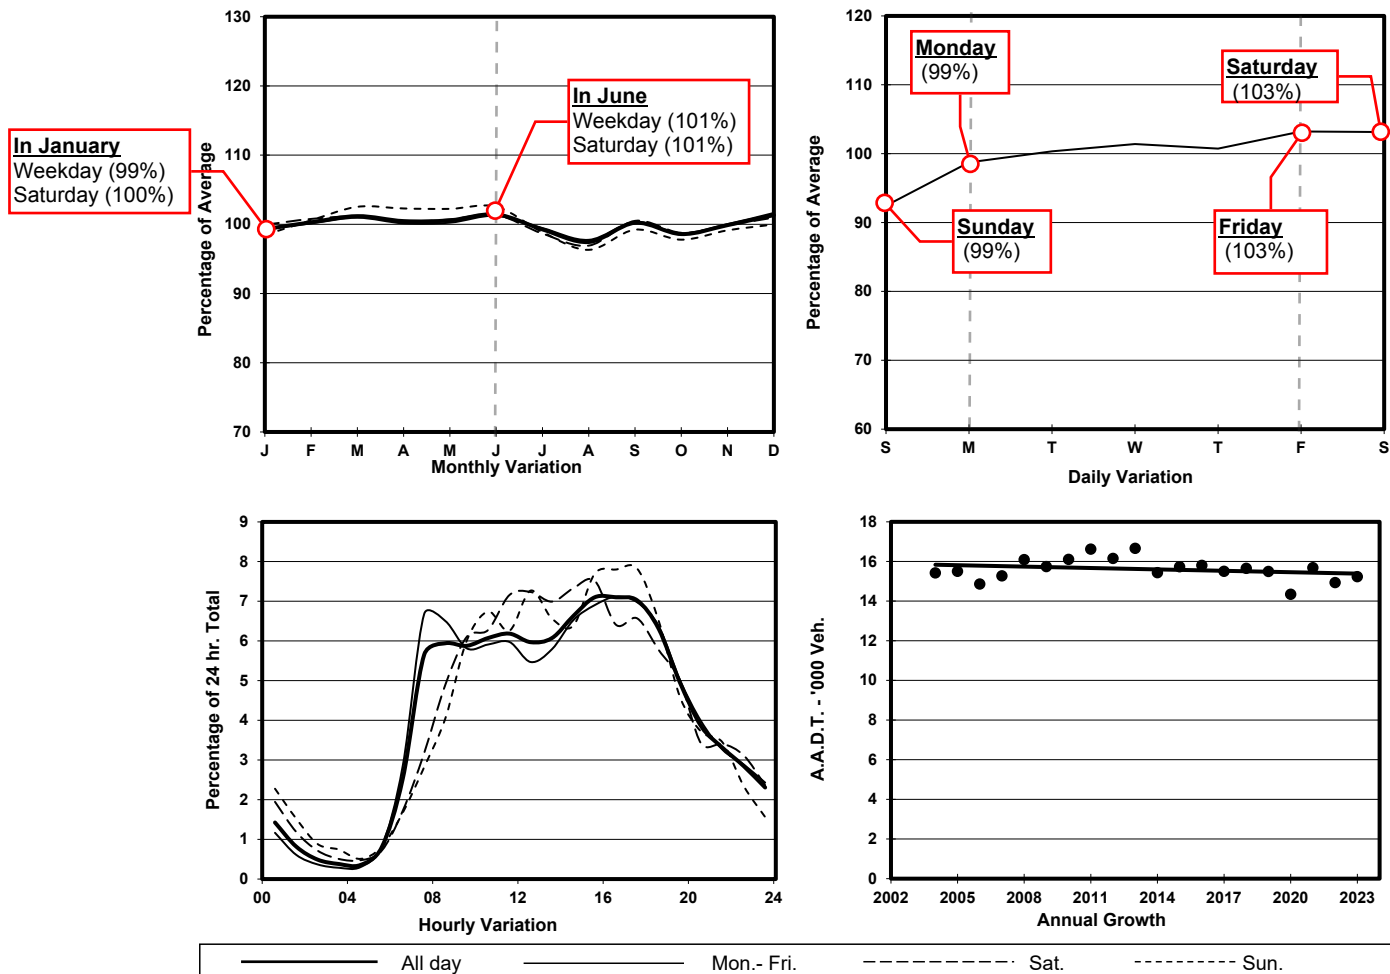 130
120
110
100
90
80
70
Percentage of Average
In January
Weekday (99%)
Saturday (100%)
In June
Weekday (101%)
Saturday (101%)
J F M A M J J A S O N D
Monthly Variation
120
110
100
90
80
70
60
Percentage of Average
Monday
(99%)
Saturday
(103%)
Sunday
(99%)
Friday
(103%)
S M T W T F S
Daily Variation
9
8
7
6
5
4
3
2
1
0
Percentage of 24 hr. Total
00 04 08 12 16 20 24
Hourly Variation
18
16
14
12
10
8
6
4
2
0
A.A.D.T. - '000 Veh.
2002 2005 2008 2011 2014 2017 2020 2023
Annual Growth
All day Mon.- Fri. Sat. Sun.